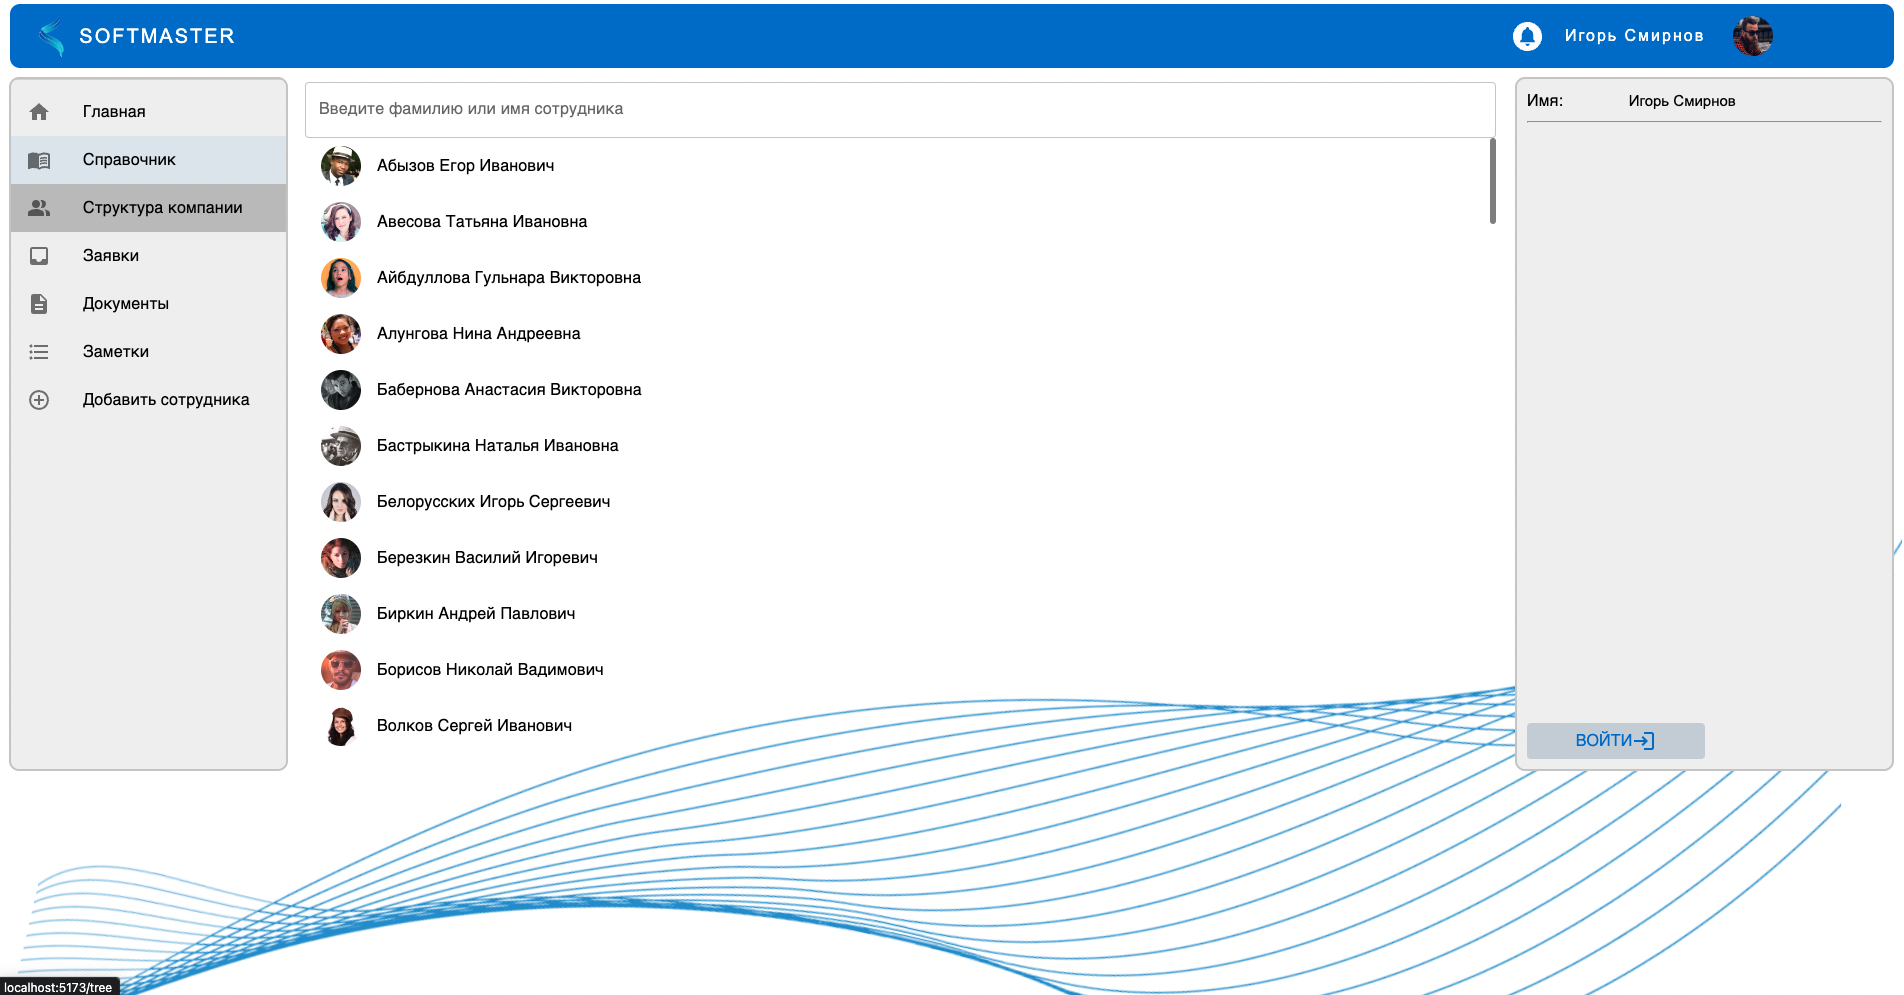 SOFTMASTER
Игорь Смирнов
Главная
Справочник
Структура компании
Заявки
Документы
Заметки
Добавить сотрудника
Введите фамилию или имя сотрудника
Абызов Егор Иванович
Авесова Татьяна Ивановна
Айбдуллова Гульнара Викторовна
Алунгова Нина Андреевна
Бабернова Анастасия Викторовна
Бастрыкина Наталья Ивановна
Белорусских Игорь Сергеевич
Березкин Василий Игоревич
Биркин Андрей Павлович
Борисов Николай Вадимович
Волков Сергей Иванович
Имя: Игорь Смирнов
ВОЙТИ
localhost:5173/tree